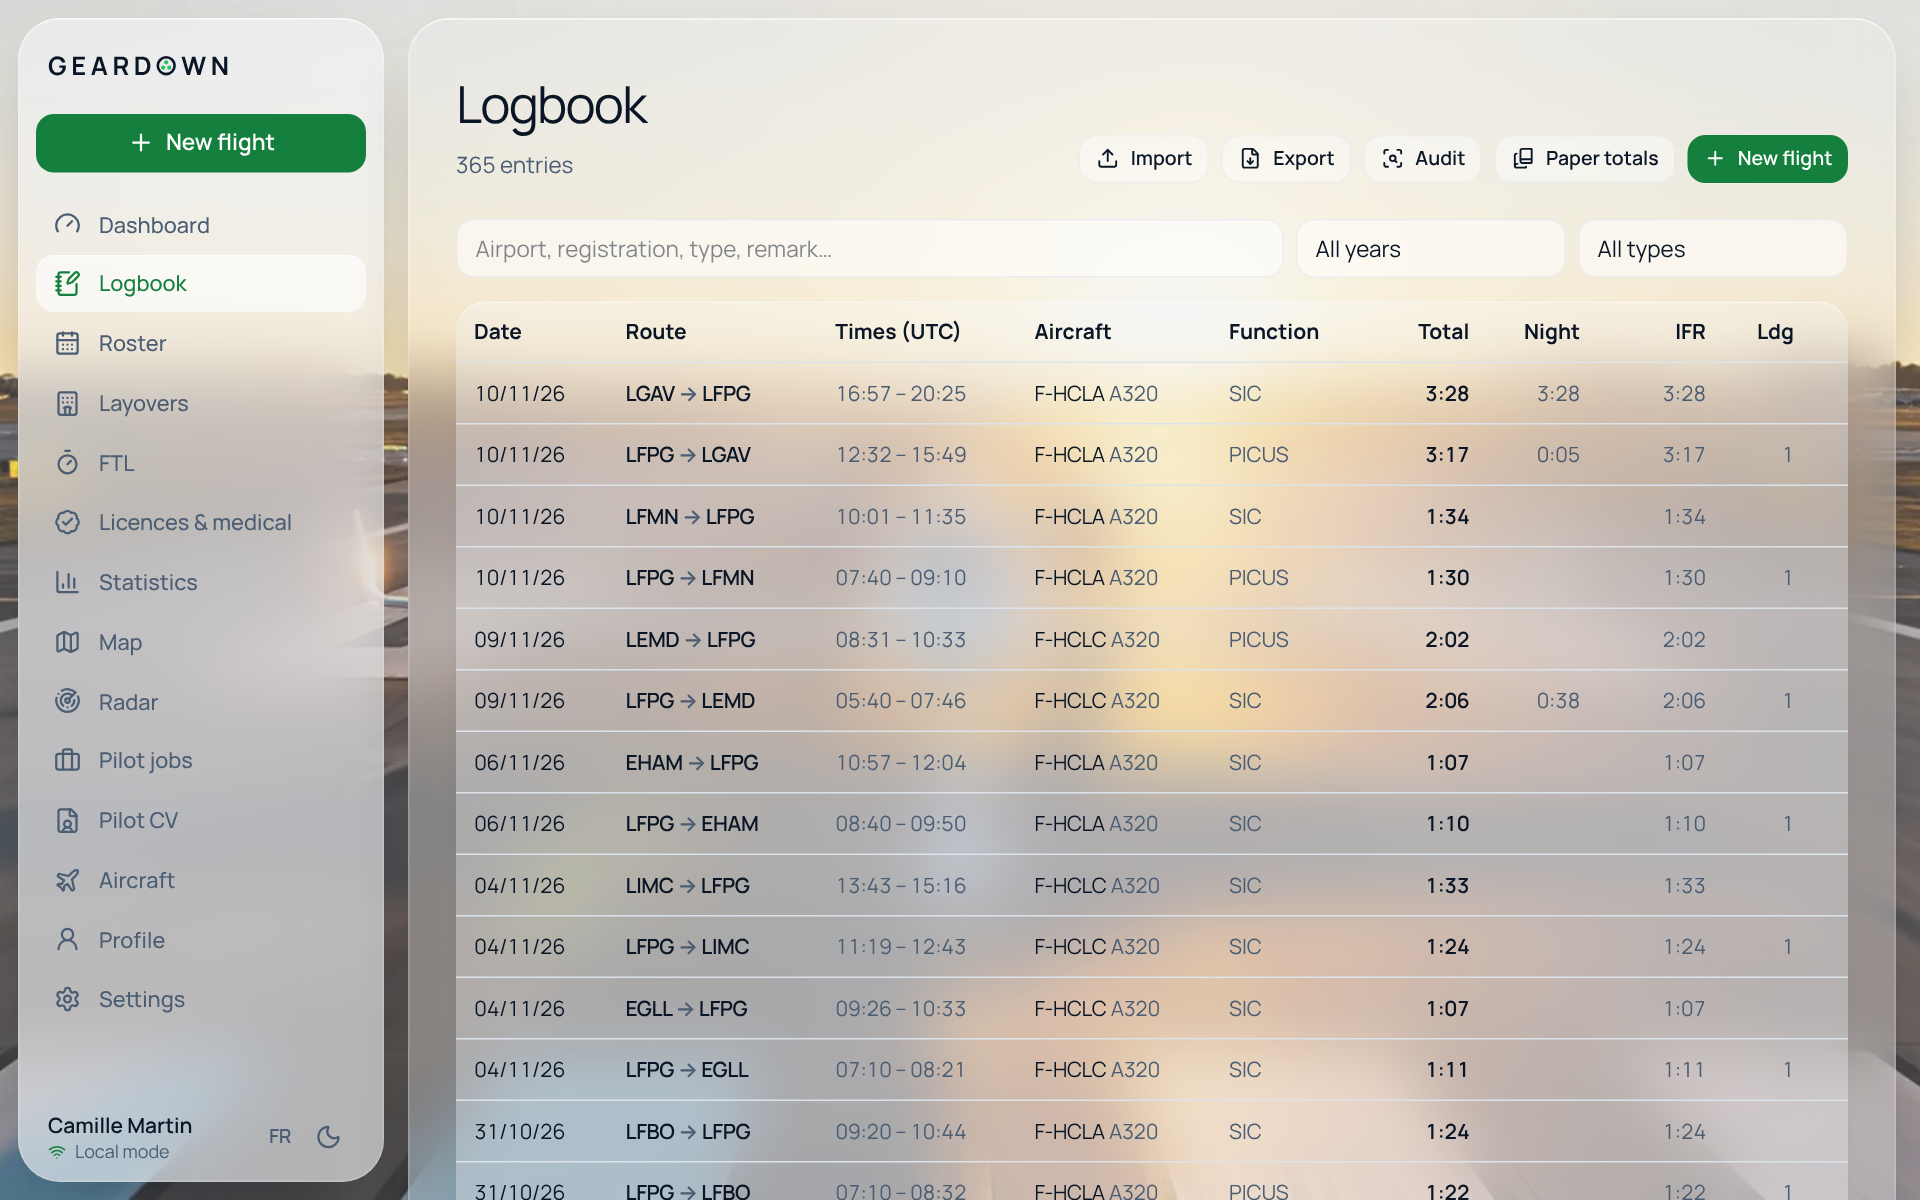 GEARDOWN
New flight
Dashboard
Logbook
Roster
Layovers
FTL
Licences & medical
Statistics
Map
Radar
Pilot jobs
Pilot CV
Aircraft
Profile
Settings
Camille Martin
Local mode
FR
Logbook
365 entries
Import Export Audit Paper totals New flight
Airport, registration, type, remark... All years All types
Date Route Times (UTC) Aircraft Function Total Night IFR Ldg
10/11/26 LGAV → LFPG 16:57 – 20:25 F-HCLA A320 SIC 3:28 3:28 3:28
10/11/26 LFPG → LGAV 12:32 – 15:49 F-HCLA A320 PICUS 3:17 0:05 3:17 1
10/11/26 LFMN → LFPG 10:01 – 11:35 F-HCLA A320 SIC 1:34 1:34
10/11/26 LFPG → LFMN 07:40 – 09:10 F-HCLA A320 PICUS 1:30 1:30 1
09/11/26 LEMD → LFPG 08:31 – 10:33 F-HCLC A320 PICUS 2:02 2:02
09/11/26 LFPG → LEMD 05:40 – 07:46 F-HCLC A320 SIC 2:06 0:38 2:06 1
06/11/26 EHAM → LFPG 10:57 – 12:04 F-HCLA A320 SIC 1:07 1:07
06/11/26 LFPG → EHAM 08:40 – 09:50 F-HCLA A320 SIC 1:10 1:10 1
04/11/26 LIMC → LFPG 13:43 – 15:16 F-HCLC A320 SIC 1:33 1:33
04/11/26 LFPG → LIMC 11:19 – 12:43 F-HCLC A320 SIC 1:24 1:24 1
04/11/26 EGLL → LFPG 09:26 – 10:33 F-HCLC A320 SIC 1:07 1:07
04/11/26 LFPG → EGLL 07:10 – 08:21 F-HCLC A320 SIC 1:11 1:11 1
31/10/26 LFBO → LFPG 09:20 – 10:44 F-HCLA A320 SIC 1:24 1:24
31/10/26 LFPG → LFBO 07:10 – 08:32 F-HCLA A320 PICUS 1:22 1:22 1